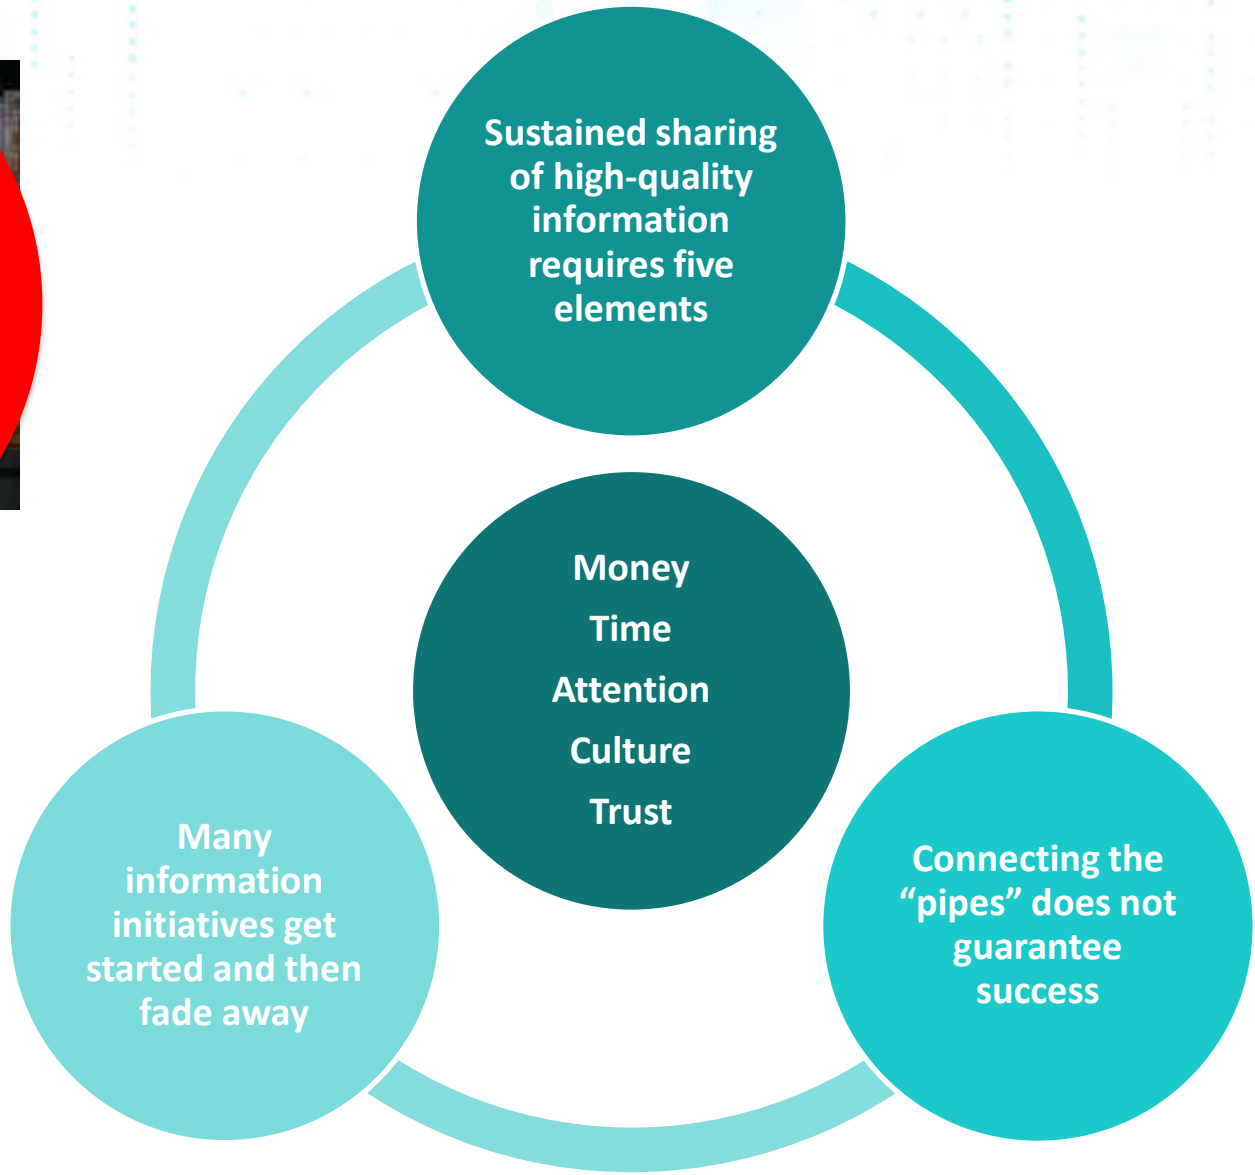 Sustained sharing
of high-quality
information
requires five
elements
Money
Time
Attention
Culture
Trust
Many
information
initiatives get
started and then
fade away
Connecting the
“pipes” does not
guarantee
success